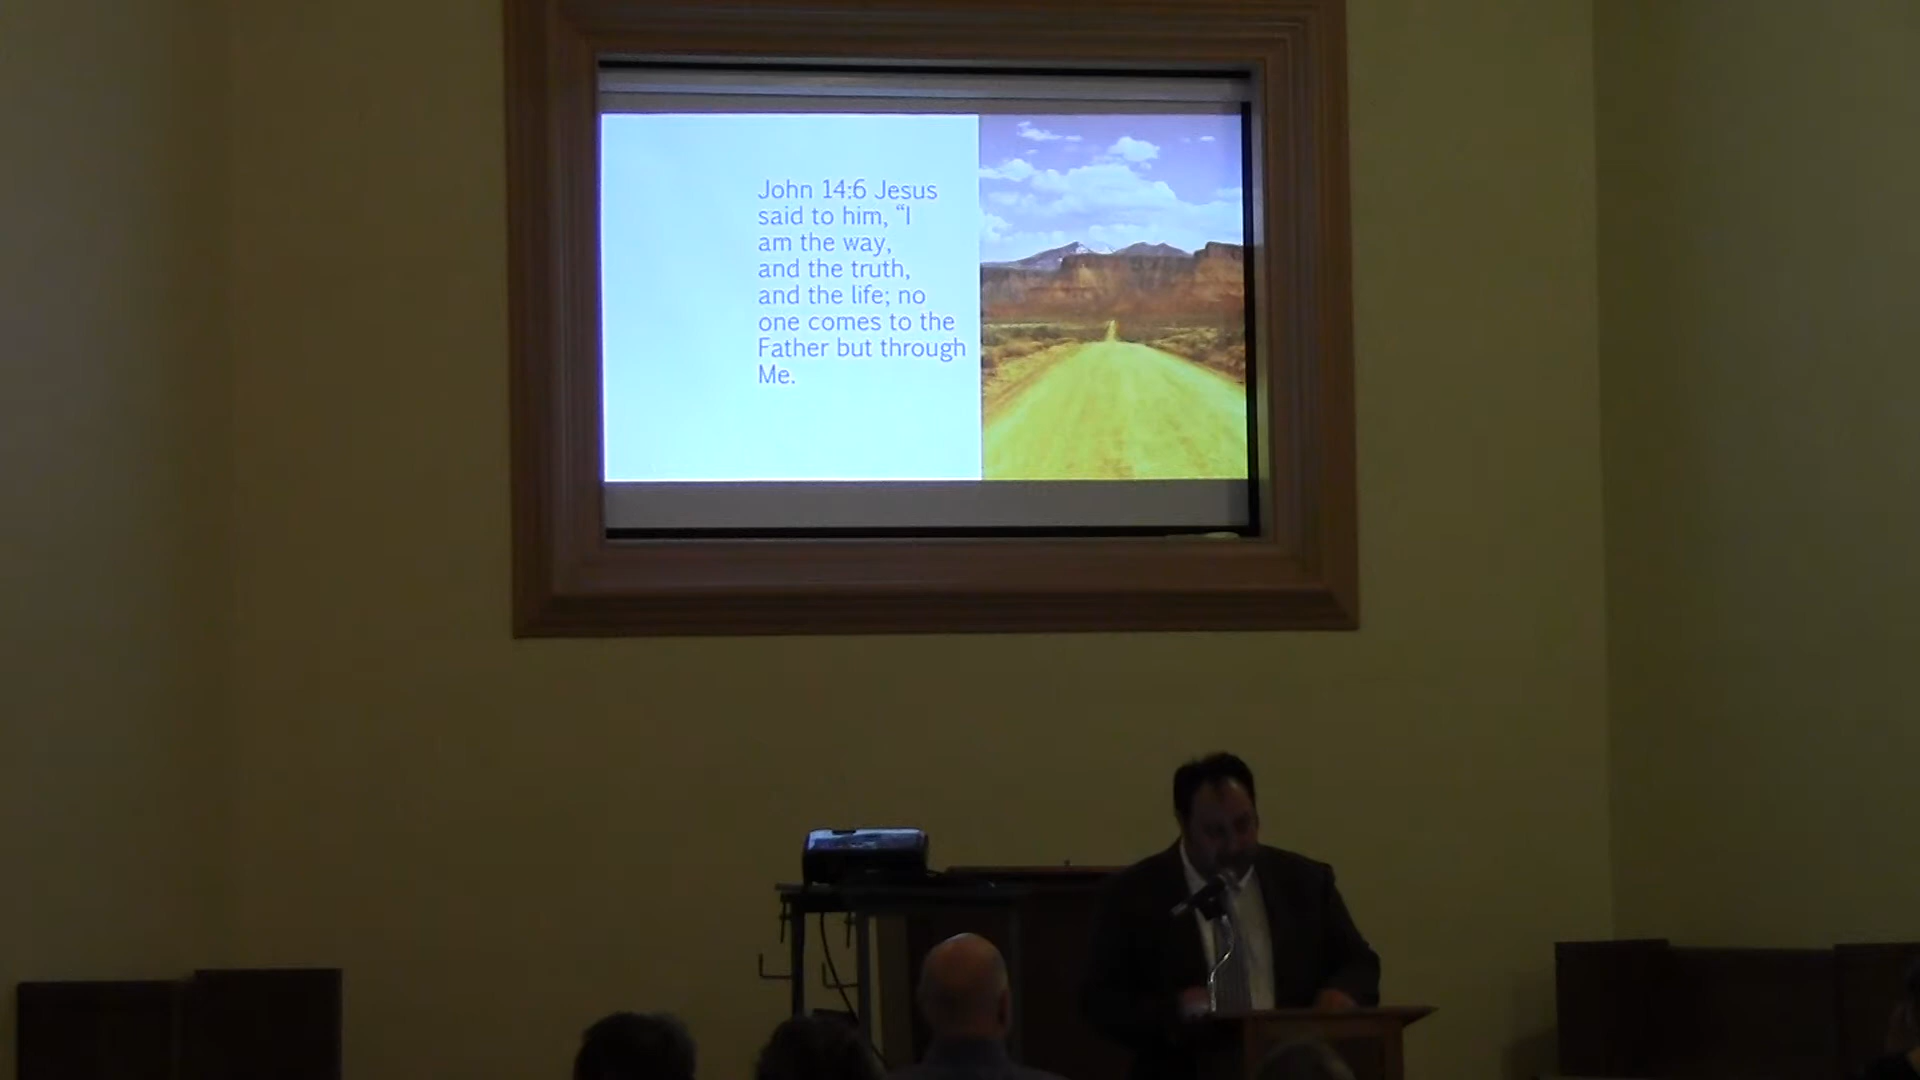 John 14:6 Jesus
said to him, “I
am the way,
and the truth,
and the life; no
one comes to the
Father but through
Me.